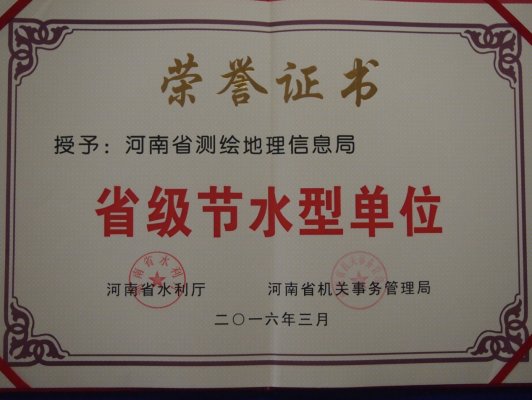 荣誉证书
授予：河南省测绘地理信息局
省级节水型单位
河南省水利厅 河南省机关事务管理局
二〇一六年三月